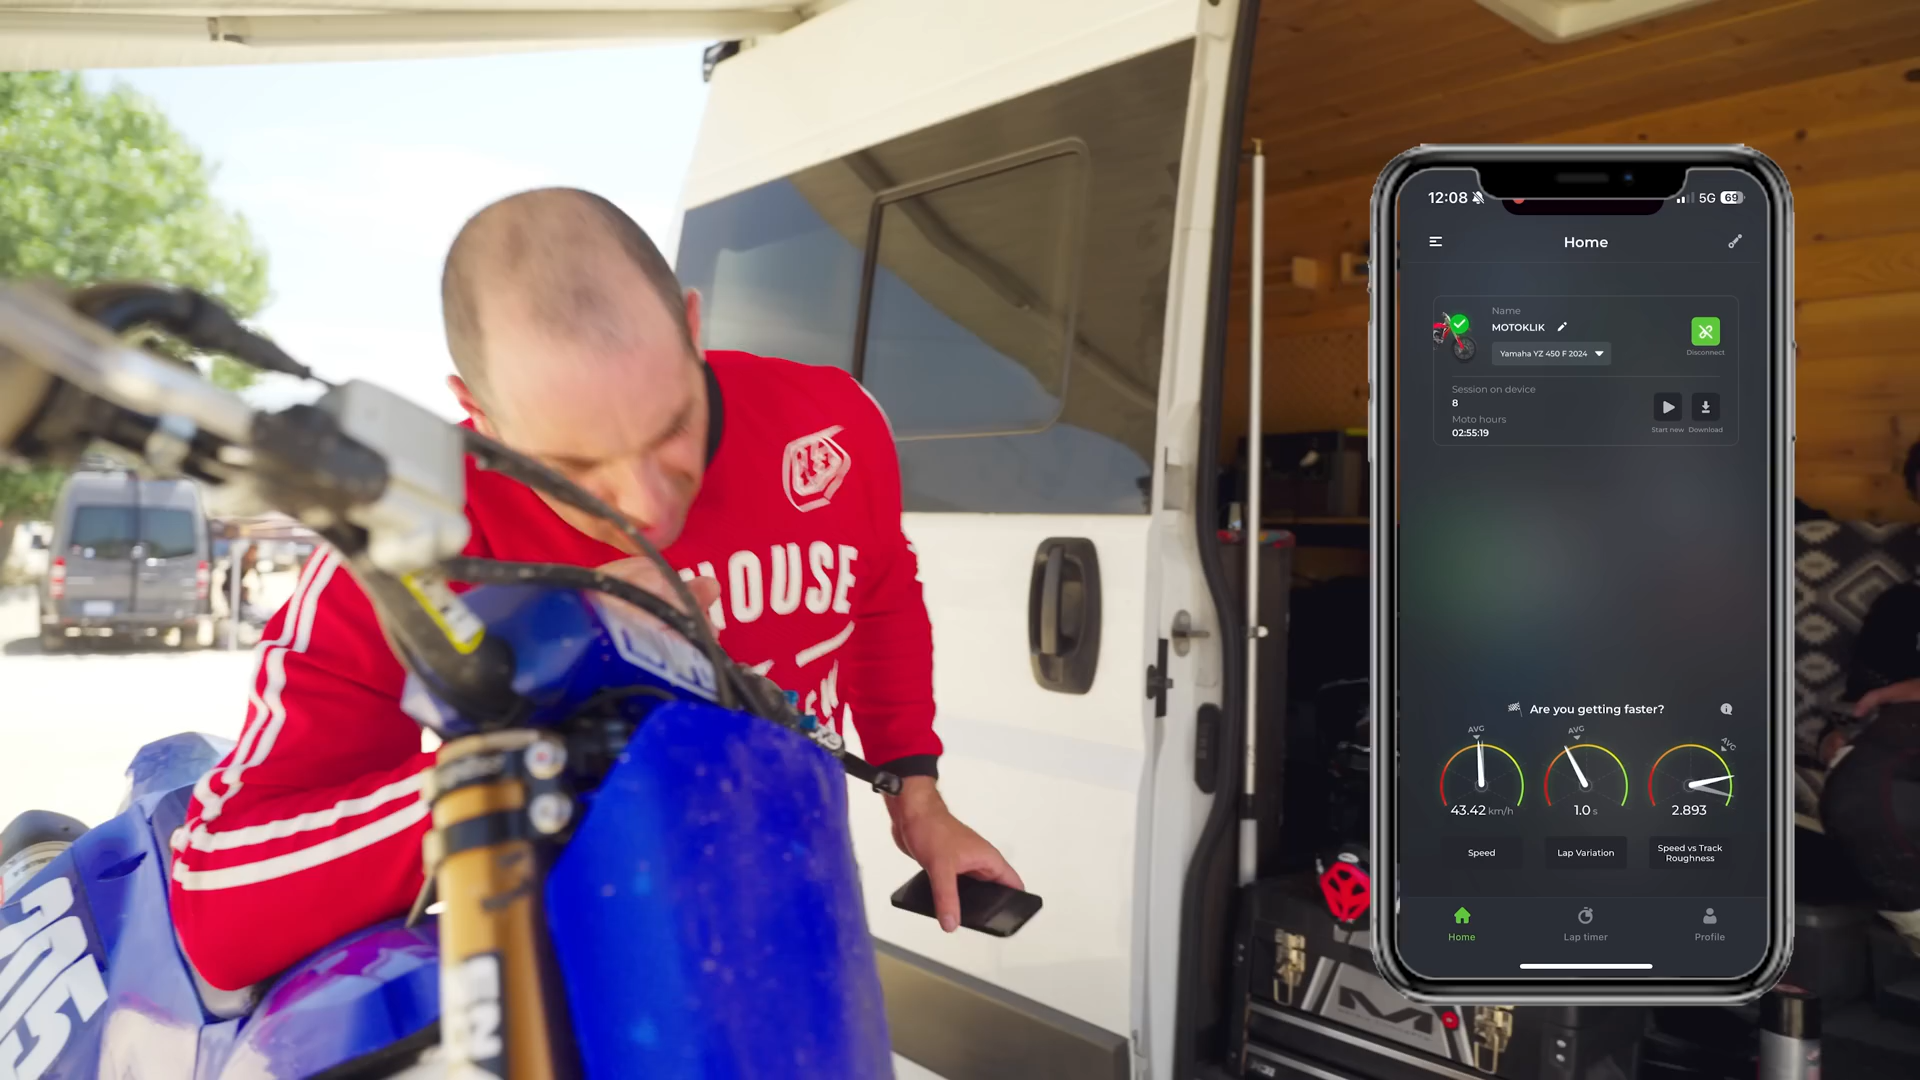 12:08
5G 69
Home
Name
MOTOKLIK
Yamaha YZ 450 F 2024
Disconnect
Session on device
8
Moto hours
02:55:19
Start new
Download
Are you getting faster?
AVG
AVG
AVG
43.42 km/h
1.0 s
2.893
Speed
Lap Variation
Speed vs Track
Roughness
Home
Lap timer
Profile
HOUSE